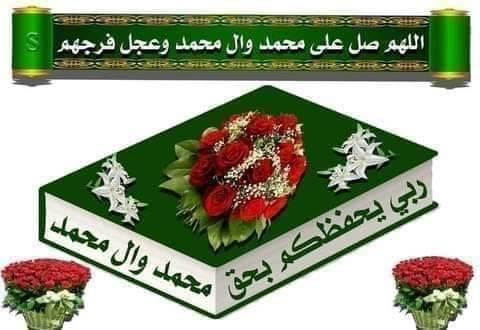 اللهم صل على محمد وال محمد وعجل فرجهم
ربي يحفظكم بحق
محمد وال محمد